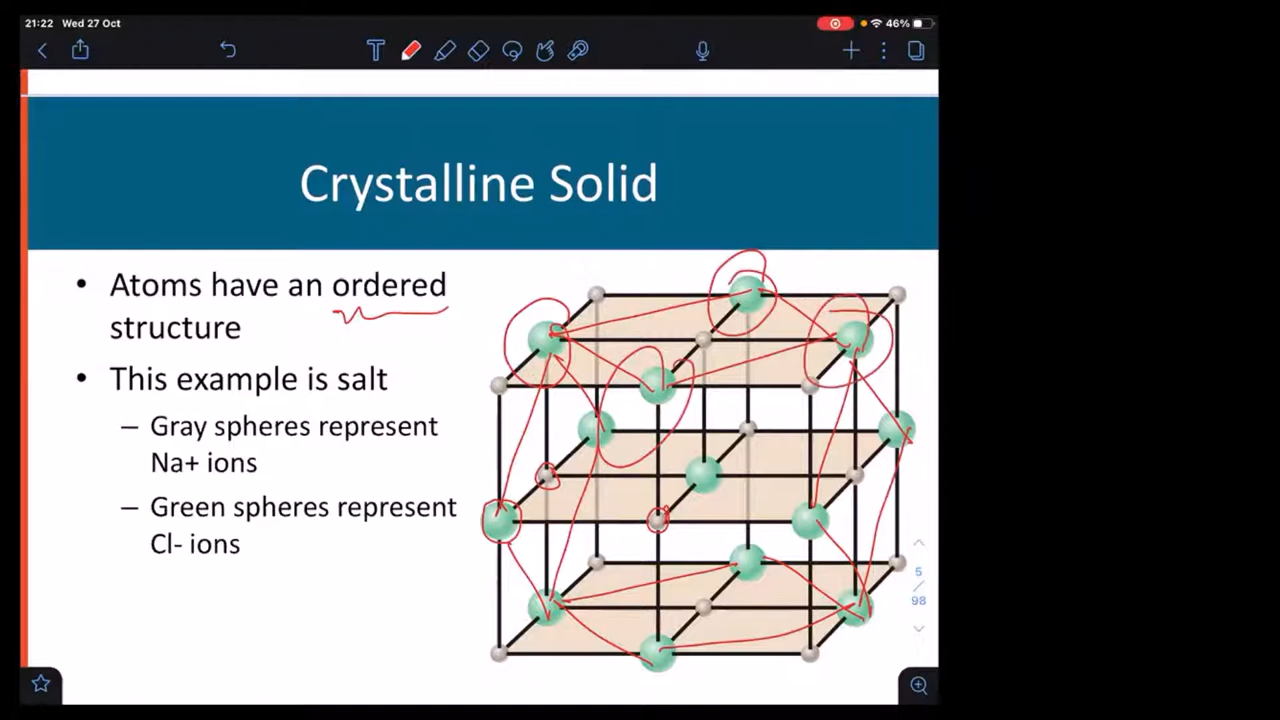 21:22 Wed 27 Oct
46%
T
Crystalline Solid
• Atoms have an ordered
structure
• This example is salt
– Gray spheres represent
Na+ ions
– Green spheres represent
Cl- ions
5
/
98